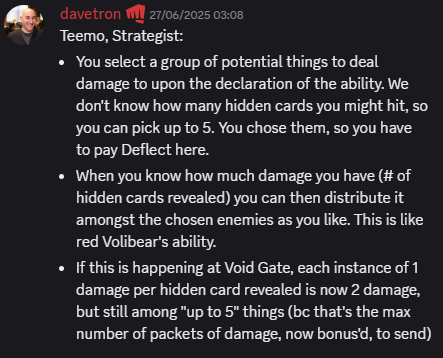 davetron 27/06/2025 03:08
Teemo, Strategist:
• You select a group of potential things to deal
damage to upon the declaration of the ability. We
don't know how many hidden cards you might hit, so
you can pick up to 5. You chose them, so you have
to pay Deflect here.
• When you know how much damage you have (# of
hidden cards revealed) you can then distribute it
amongst the chosen enemies as you like. This is like
red Volibear's ability.
• If this is happening at Void Gate, each instance of 1
damage per hidden card revealed is now 2 damage,
but still among "up to 5" things (bc that's the max
number of packets of damage, now bonus'd, to send)